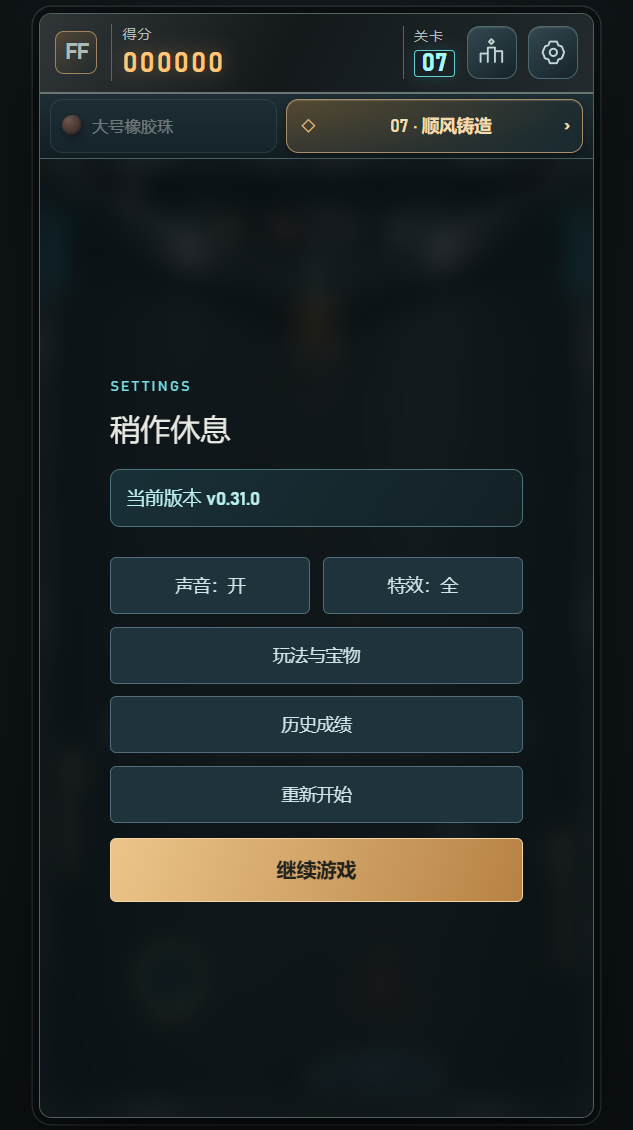 FF
得分
000000
关卡
07
大号橡胶珠
07 · 顺风铸造
SETTINGS
稍作休息
当前版本 v0.31.0
声音：开
特效：全
玩法与宝物
历史成绩
重新开始
继续游戏